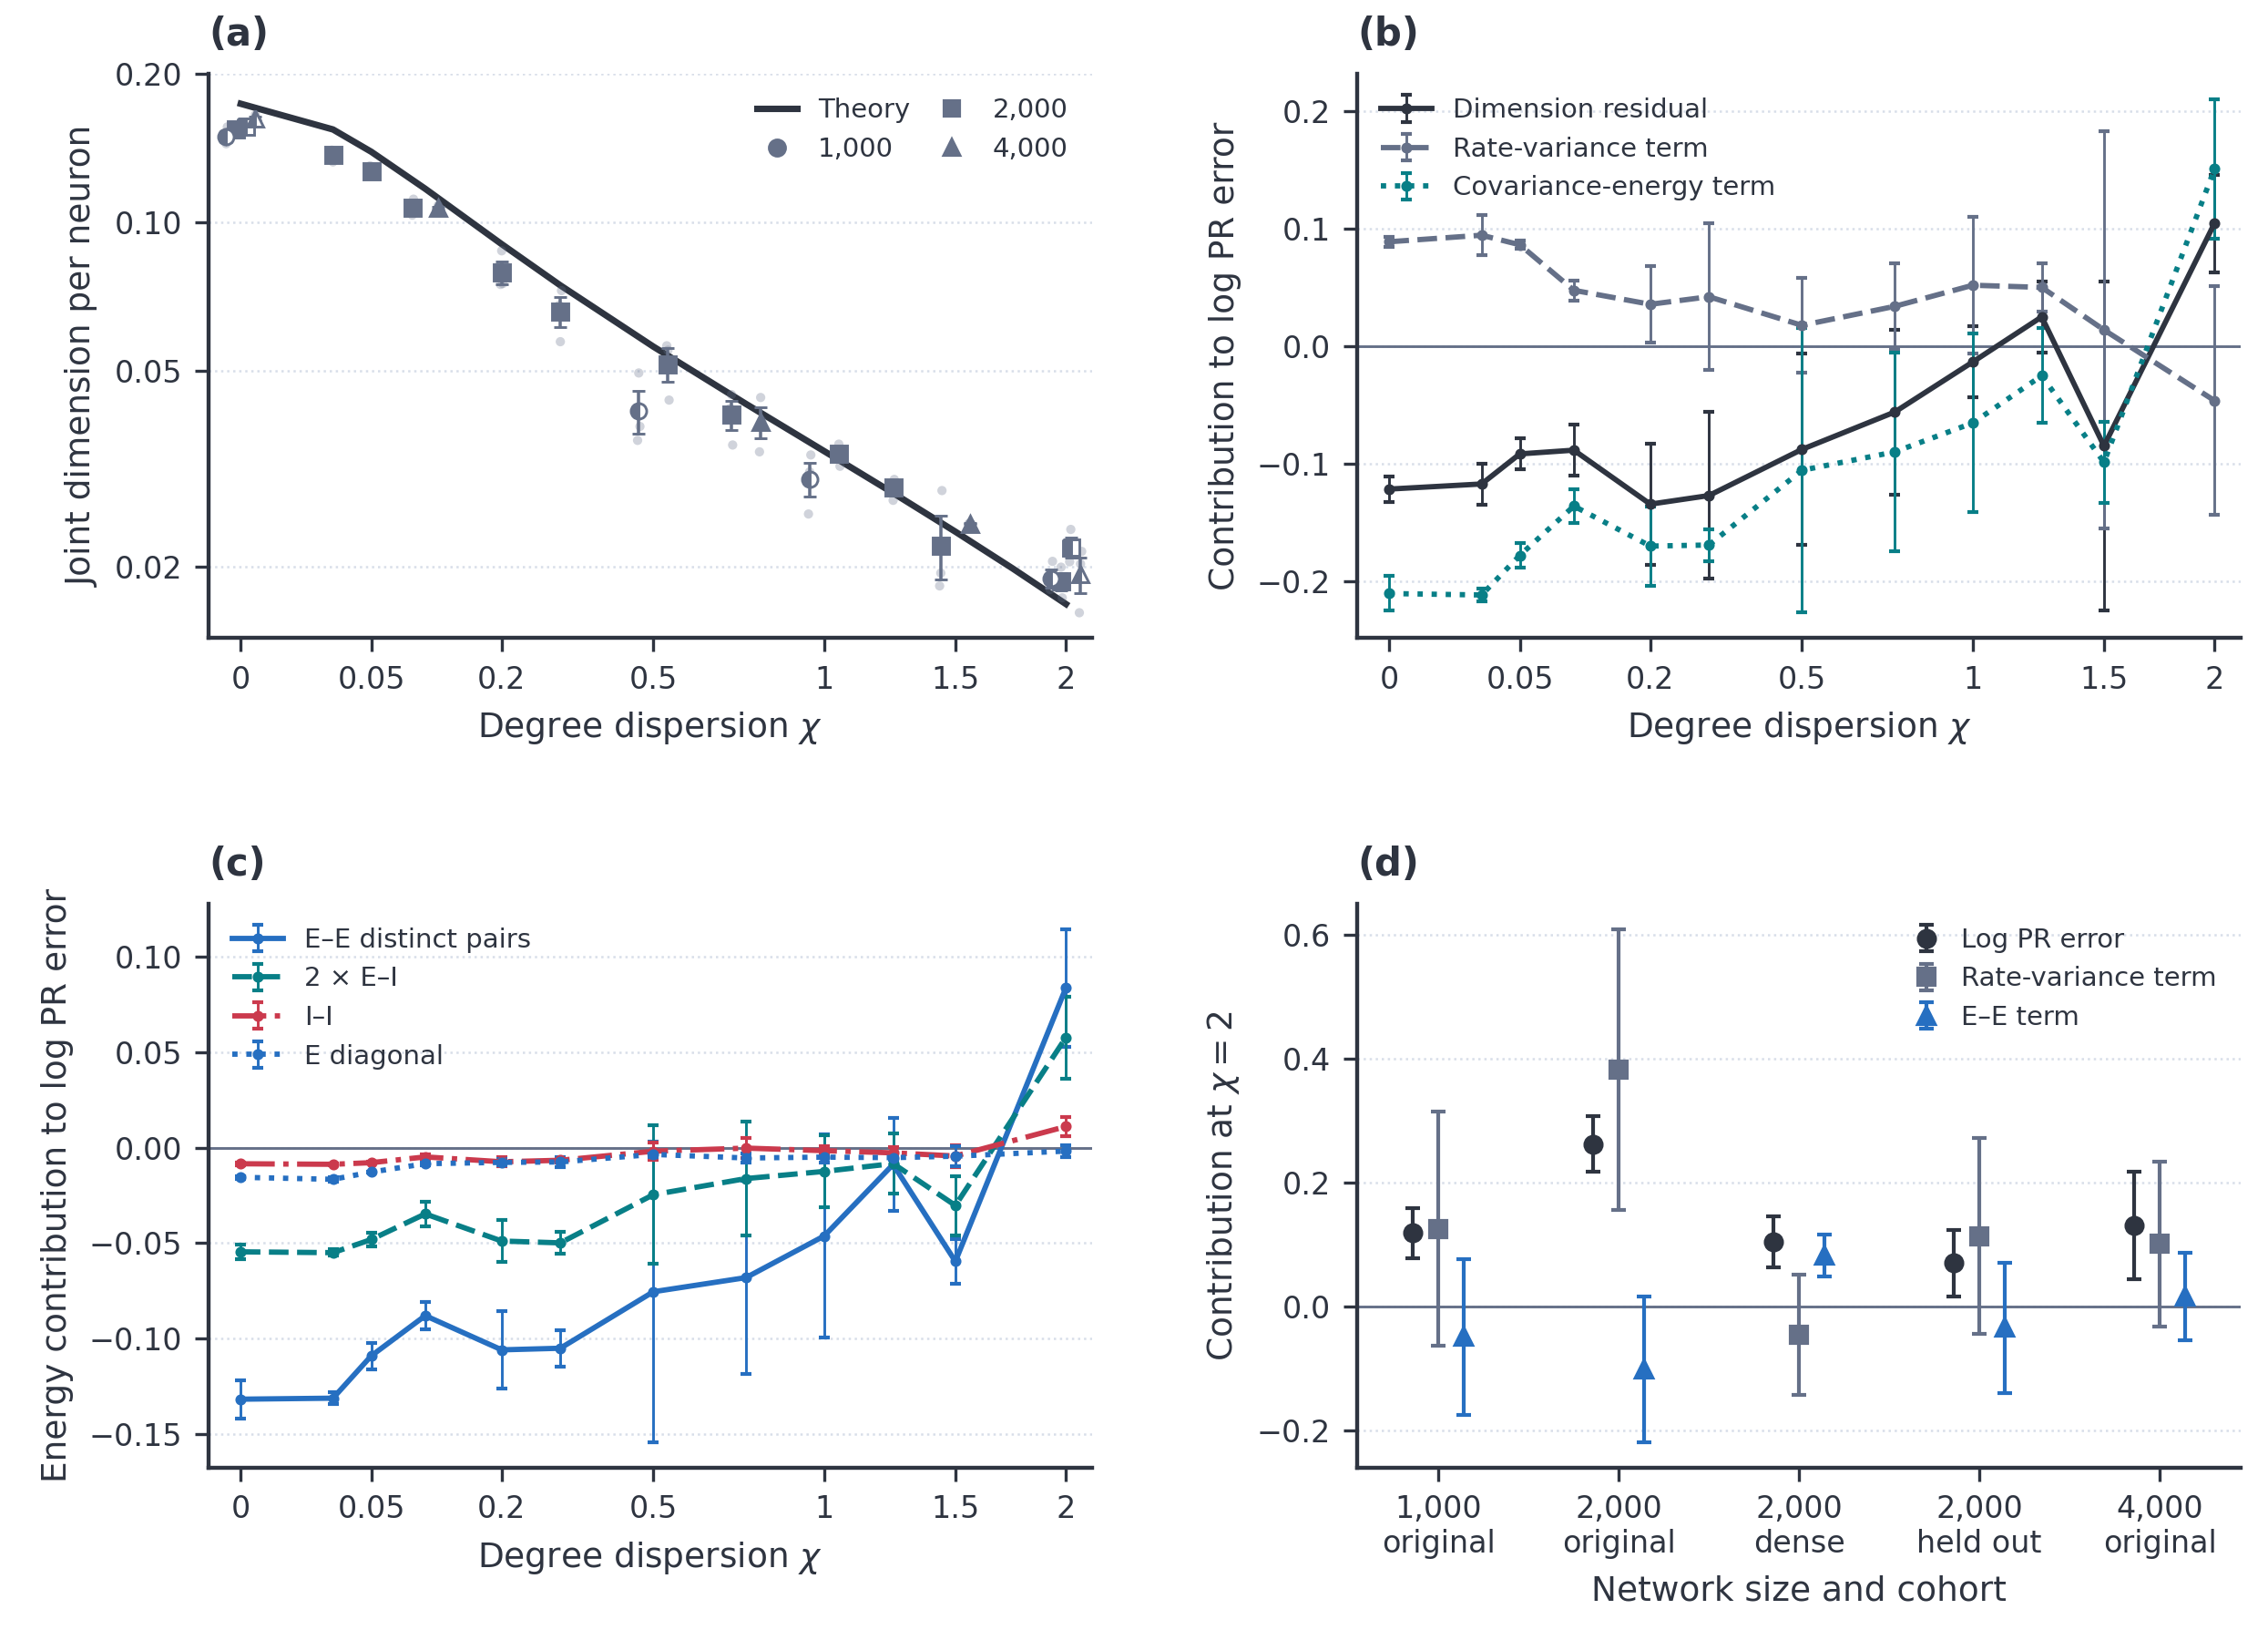 (a)
0.20
0.10
0.05
0.02
Joint dimension per neuron
Theory
1,000
2,000
4,000
0 0.05 0.2 0.5 1 1.5 2
Degree dispersion χ
(b)
0.2
0.1
0.0
−0.1
−0.2
Contribution to log PR error
Dimension residual
Rate-variance term
Covariance-energy term
0 0.05 0.2 0.5 1 1.5 2
Degree dispersion χ
(c)
0.10
0.05
0.00
−0.05
−0.10
−0.15
Energy contribution to log PR error
E–E distinct pairs
2 × E–I
I–I
E diagonal
0 0.05 0.2 0.5 1 1.5 2
Degree dispersion χ
(d)
0.6
0.4
0.2
0.0
−0.2
Contribution at χ = 2
Log PR error
Rate-variance term
E–E term
1,000 2,000 2,000 2,000 4,000
original original dense held out original
Network size and cohort